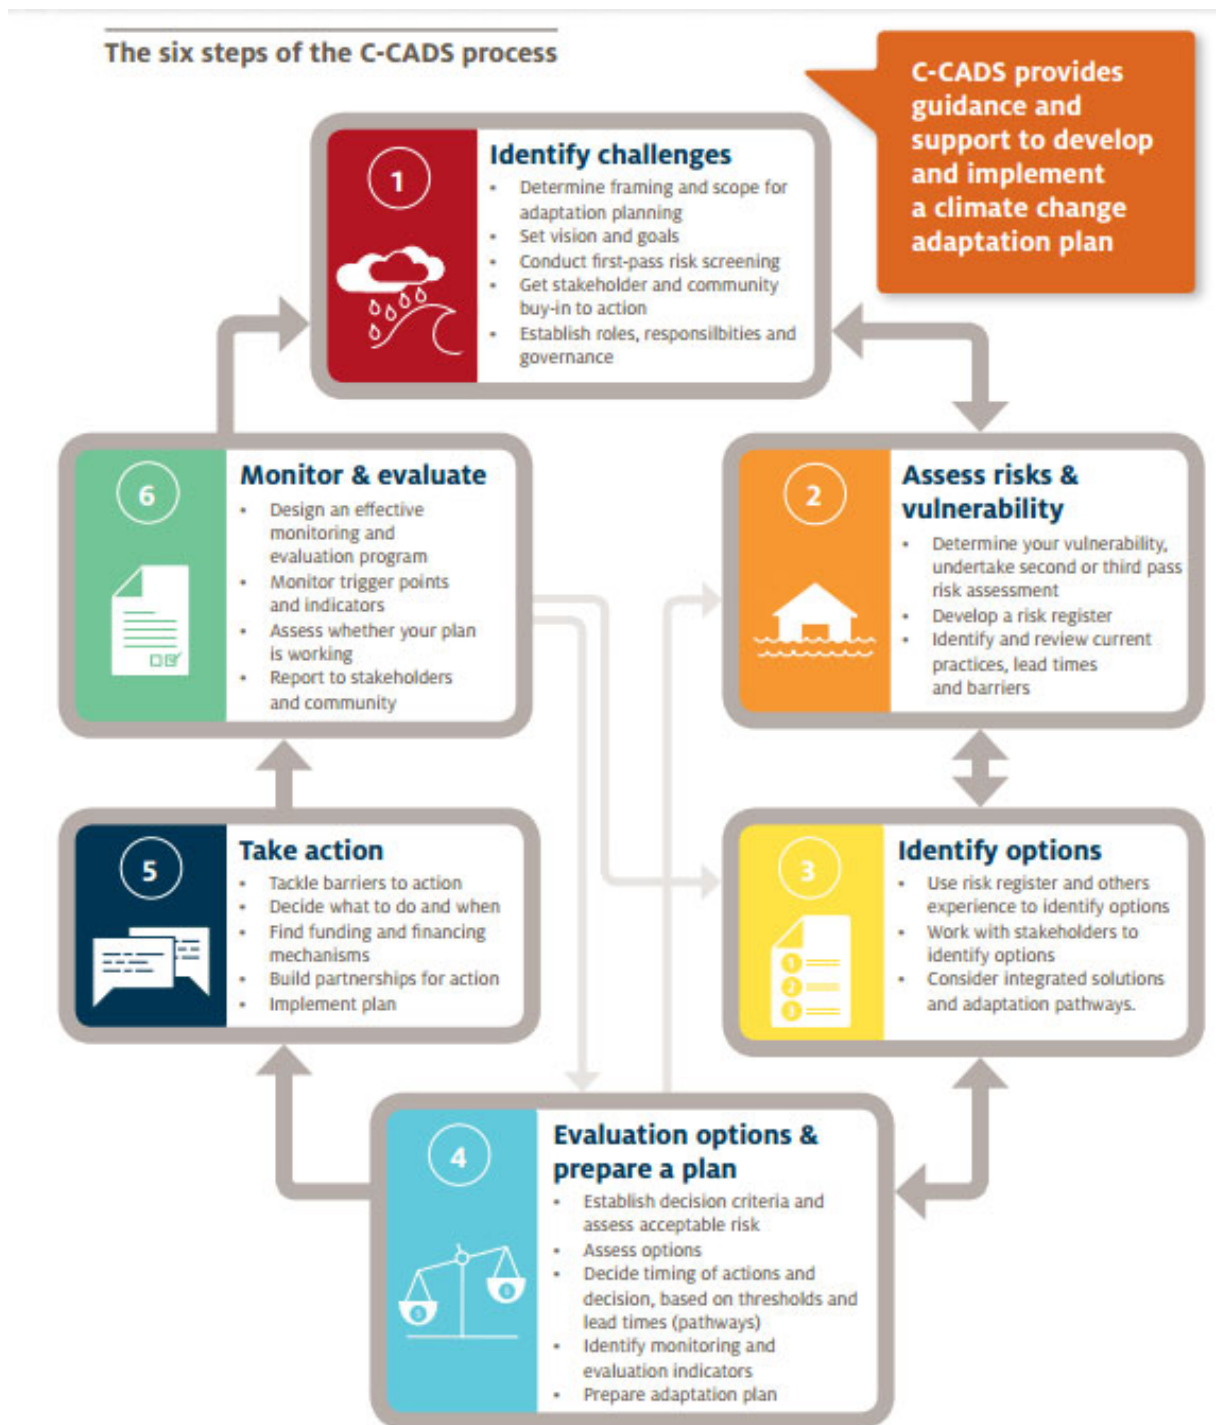 The six steps of the C-CADS process
C-CADS provides
guidance and
support to develop
and implement
a climate change
adaptation plan
1
Identify challenges
• Determine framing and scope for
adaptation planning
• Set vision and goals
• Conduct first-pass risk screening
• Get stakeholder and community
buy-in to action
• Establish roles, responsilbities and
governance
2
Assess risks &
vulnerability
• Determine your vulnerability,
undertake second or third pass
risk assessment
• Develop a risk register
• Identify and review current
practices, lead times
and barriers
3
Identify options
• Use risk register and others
experience to identify options
• Work with stakeholders to
identify options
• Consider integrated solutions
and adaptation pathways.
1
2
3
4
Evaluation options &
prepare a plan
• Establish decision criteria and
assess acceptable risk
• Assess options
• Decide timing of actions and
decision, based on thresholds and
lead times (pathways)
• Identify monitoring and
evaluation indicators
• Prepare adaptation plan
$
$
5
Take action
• Tackle barriers to action
• Decide what to do and when
• Find funding and financing
mechanisms
• Build partnerships for action
• Implement plan
6
Monitor & evaluate
• Design an effective
monitoring and
evaluation program
• Monitor trigger points
and indicators
• Assess whether your plan
is working
• Report to stakeholders
and community